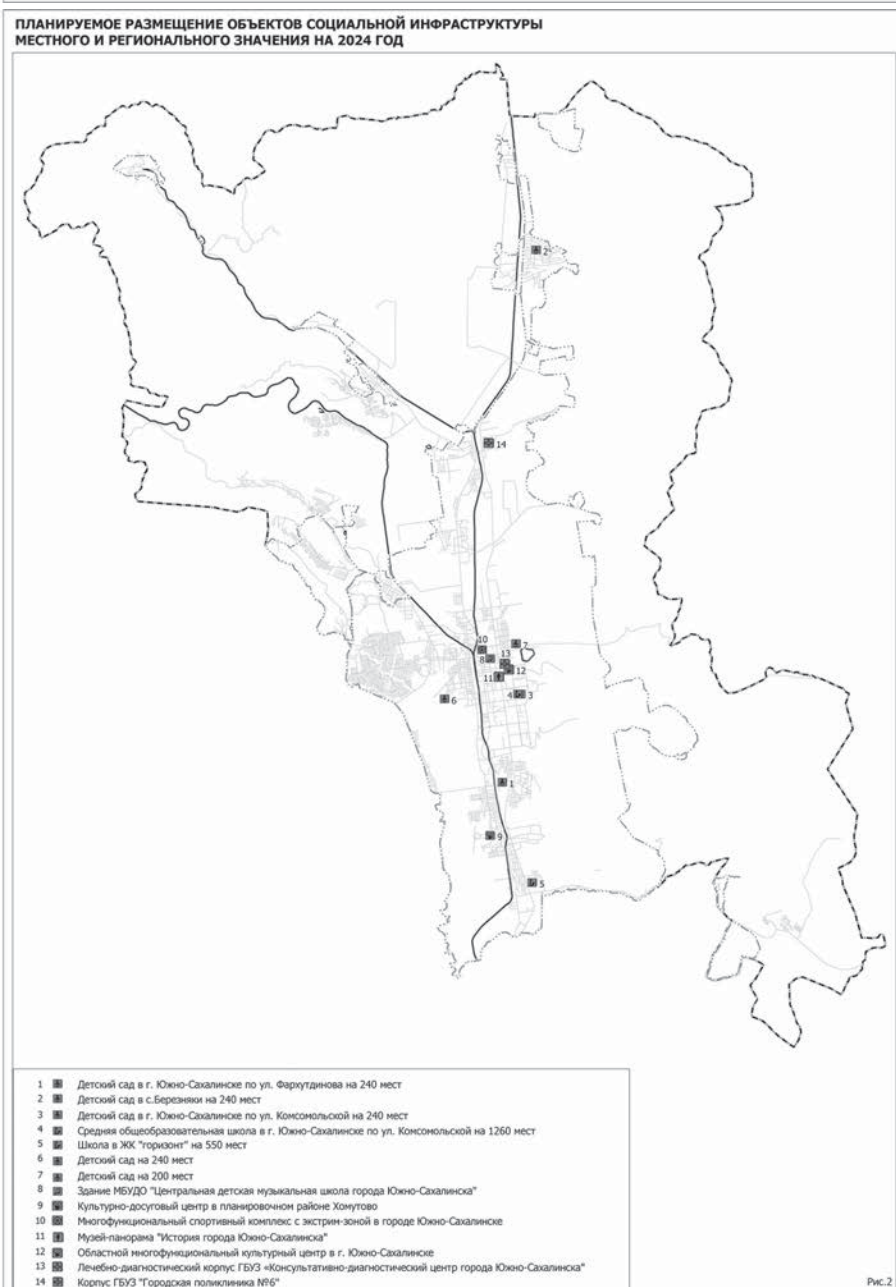 ПЛАНИРУЕМОЕ РАЗМЕЩЕНИЕ ОБЪЕКТОВ СОЦИАЛЬНОЙ ИНФРАСТРУКТУРЫ
МЕСТНОГО И РЕГИОНАЛЬНОГО ЗНАЧЕНИЯ НА 2024 ГОД
2
14
10
7
8
13
12
11
4
3
6
1
9
5
1 Детский сад в г. Южно-Сахалинске по ул. Фархутдинова на 240 мест
2 Детский сад в с.Березняки на 240 мест
3 Детский сад в г. Южно-Сахалинске по ул. Комсомольской на 240 мест
4 Средняя общеобразовательная школа в г. Южно-Сахалинске по ул. Комсомольской на 1260 мест
5 Школа в ЖК "горизонт" на 550 мест
6 Детский сад на 240 мест
7 Детский сад на 200 мест
8 Здание МБУДО "Центральная детская музыкальная школа города Южно-Сахалинска"
9 Культурно-досуговый центр в планировочном районе Хомутово
10 Многофункциональный спортивный комплекс с экстрим-зоной в городе Южно-Сахалинске
11 Музей-панорама "История города Южно-Сахалинска"
12 Областной многофункциональный культурный центр в г. Южно-Сахалинске
13 Лечебно-диагностический корпус ГБУЗ «Консультативно-диагностический центр города Южно-Сахалинска"
14 Корпус ГБУЗ "Городская поликлиника №6"
Рис.2